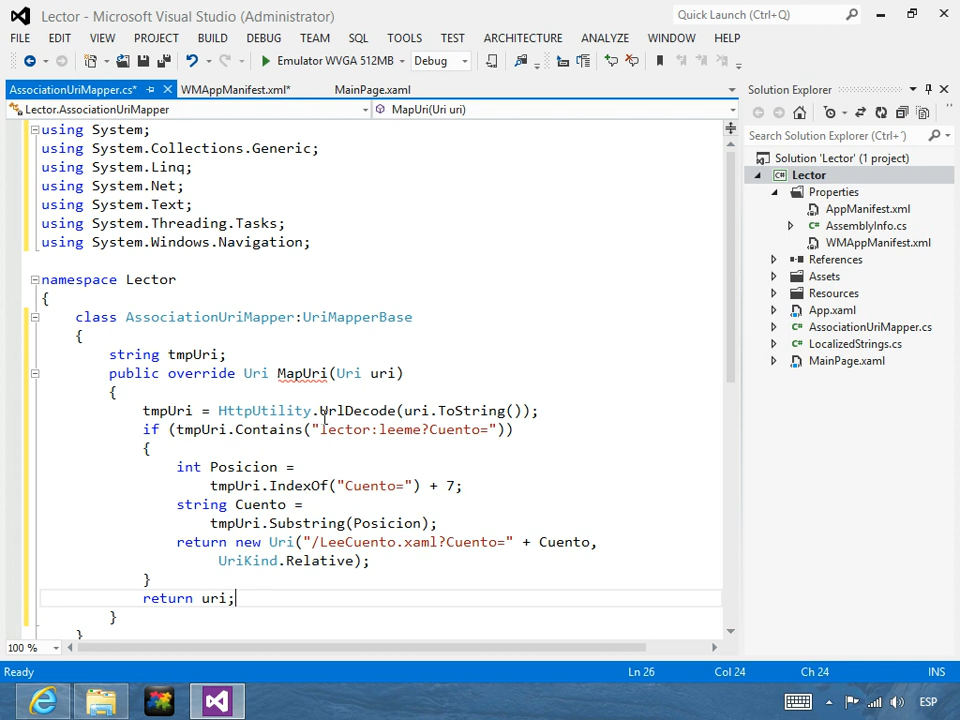 Lector - Microsoft Visual Studio (Administrator)
Quick Launch (Ctrl+Q)
FILE EDIT VIEW PROJECT BUILD DEBUG TEAM SQL TOOLS TEST ARCHITECTURE ANALYZE WINDOW HELP
Emulator WVGA 512MB Debug
AssociationUriMapper.cs* WMAppManifest.xml* MainPage.xaml
Lector.AssociationUriMapper MapUri(Uri uri)
using System;
using System.Collections.Generic;
using System.Linq;
using System.Net;
using System.Text;
using System.Threading.Tasks;
using System.Windows.Navigation;
namespace Lector
{
class AssociationUriMapper:UriMapperBase
{
string tmpUri;
public override Uri MapUri(Uri uri)
{
tmpUri = HttpUtility.UrlDecode(uri.ToString());
if (tmpUri.Contains("lector:leeme?Cuento="))
{
int Posicion =
tmpUri.IndexOf("Cuento=") + 7;
string Cuento =
tmpUri.Substring(Posicion);
return new Uri("/LeeCuento.xaml?Cuento=" + Cuento,
UriKind.Relative);
}
return uri;
}
}
100 %
Solution Explorer
Search Solution Explorer (Ctrl+´)
Solution 'Lector' (1 project)
Lector
Properties
AppManifest.xml
AssemblyInfo.cs
WMAppManifest.xml
References
Assets
Resources
App.xaml
AssociationUriMapper.cs
LocalizedStrings.cs
MainPage.xaml
Ready Ln 26 Col 24 Ch 24 INS
ESP